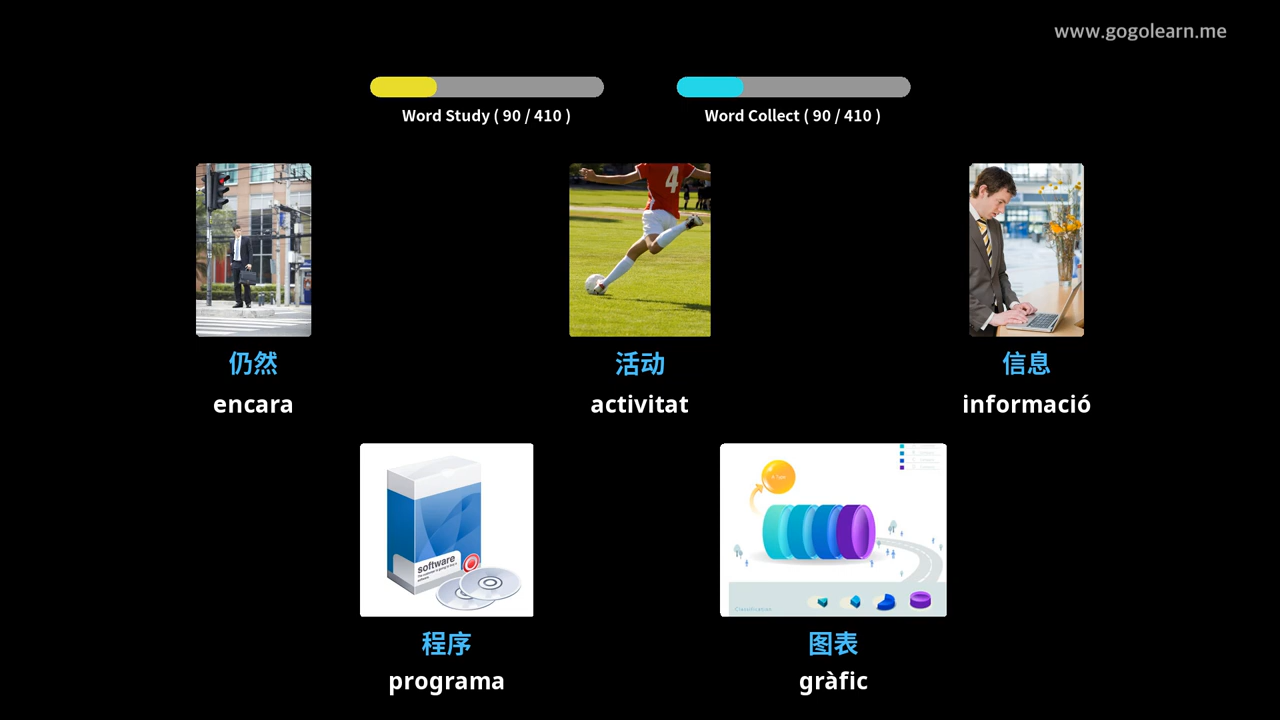 www.gogolearn.me
Word Study ( 90 / 410 )
Word Collect ( 90 / 410 )
仍然
活动
信息
encara
activitat
informació
software
程序
图表
programa
gràfic